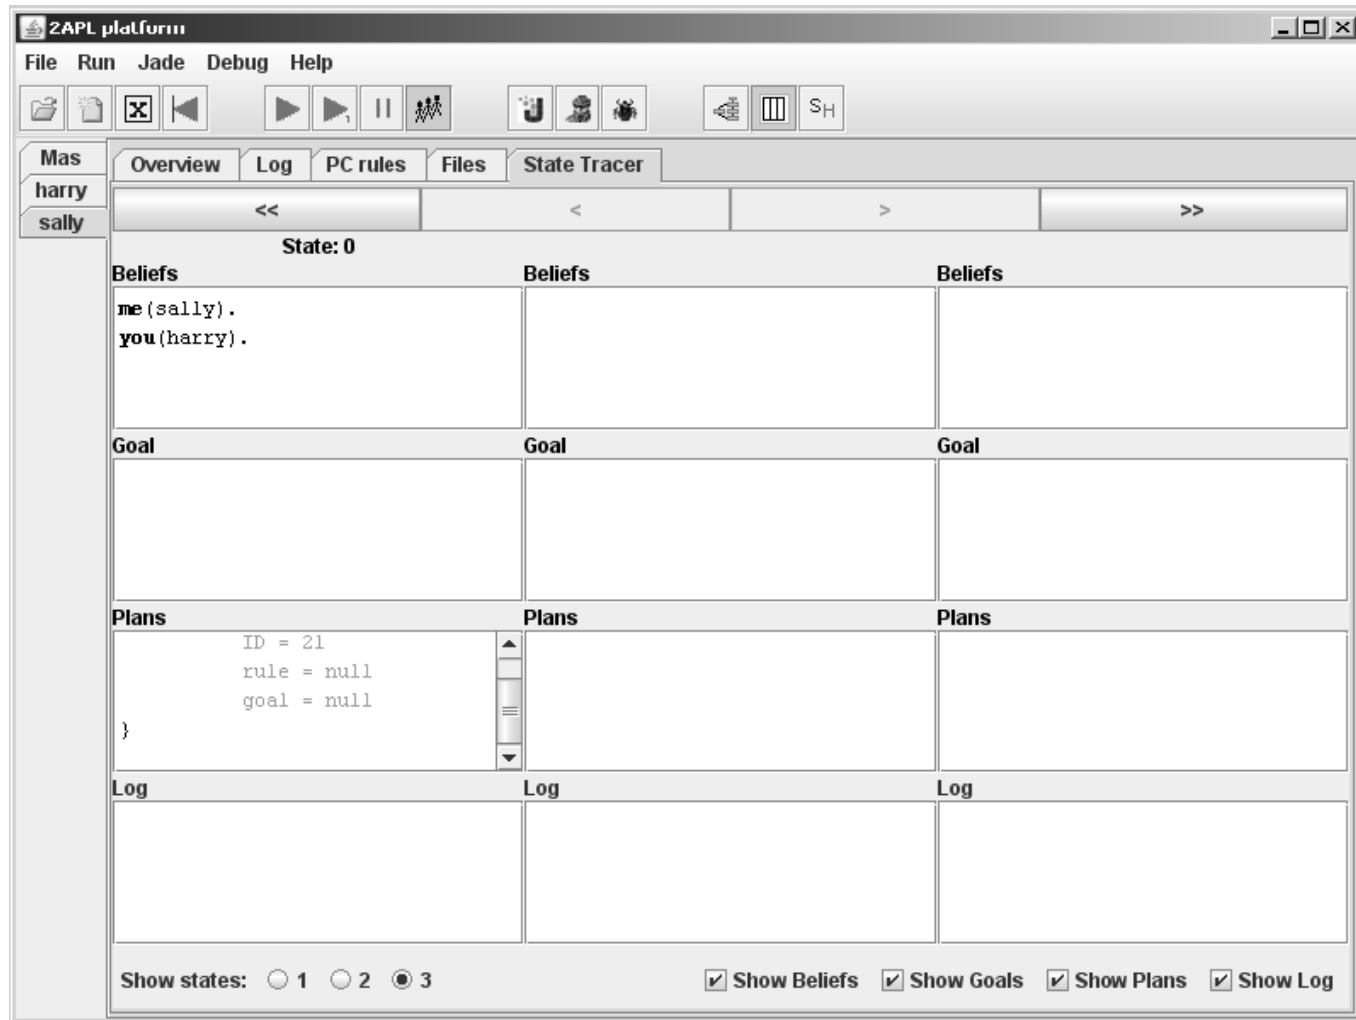 2APL platform
File Run Jade Debug Help
X J SH
Mas
harry
sally
Overview Log PC rules Files State Tracer
<< < > >>
State: 0
Beliefs Beliefs Beliefs
me(sally).
you(harry).
Goal Goal Goal
Plans Plans Plans
ID = 21
rule = null
goal = null
}
Log Log Log
Show states: 1 2 3 Show Beliefs Show Goals Show Plans Show Log